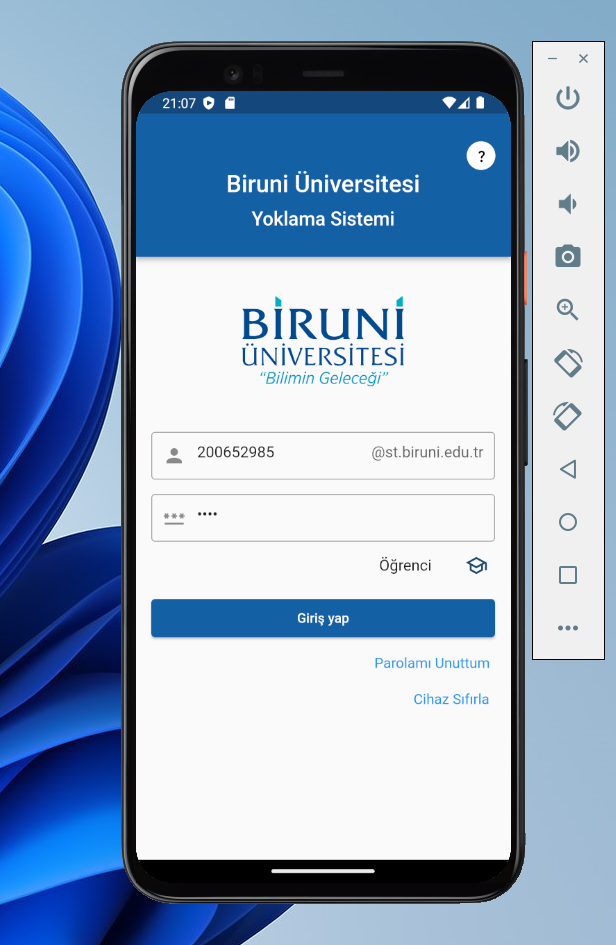 21:07
?
Biruni Üniversitesi
Yoklama Sistemi
BİRUNİ
ÜNİVERSİTESİ
“Bilimin Geleceği”
200652985 @st.biruni.edu.tr
*** ••••
Öğrenci
Giriş yap
Parolamı Unuttum
Cihaz Sıfırla